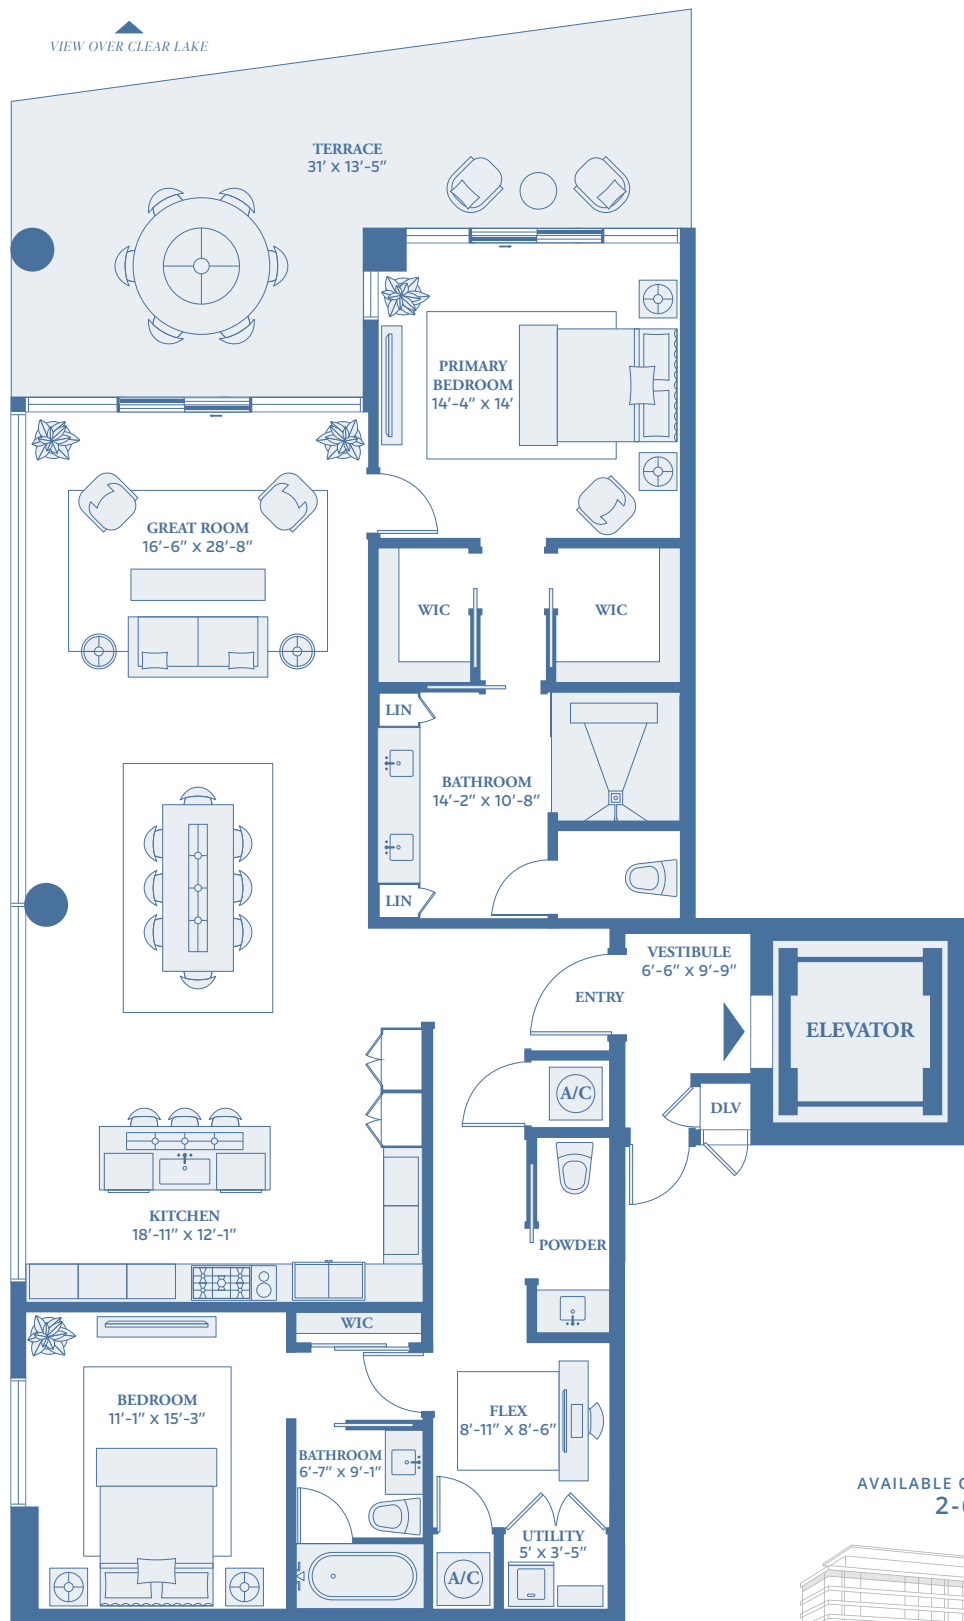 VIEW OVER CLEAR LAKE
TERRACE
31' X 13'-5"
PRIMARY
BEDROOM
14'-4" x 14'
GREAT ROOM
16'-6" x 28'-8"
WIC
WIC
LIN
BATHROOM
14'-2" x 10'-8"
LIN
VESTIBULE
6'-6" x 9'-9"
ENTRY
ELEVATOR
A/C
DLV
KITCHEN
18'-11" x 12'-1"
POWDER
WIC
BEDROOM
11'-1" x 15'-3"
FLEX
8'-11" x 8'-6"
BATHROOM
6'-7" x 9'-1"
UTILITY
5' x 3'-5"
A/C
AVAILABLE
2-